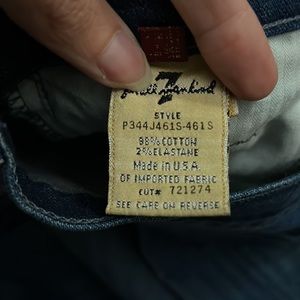 7
for all mankind
STYLE
P344J461S-461S
98% COTTON
2% ELASTANE
Made in U.S.A
OF IMPORTED FABRIC
CUT# 721274
SEE CARE ON REVERSE